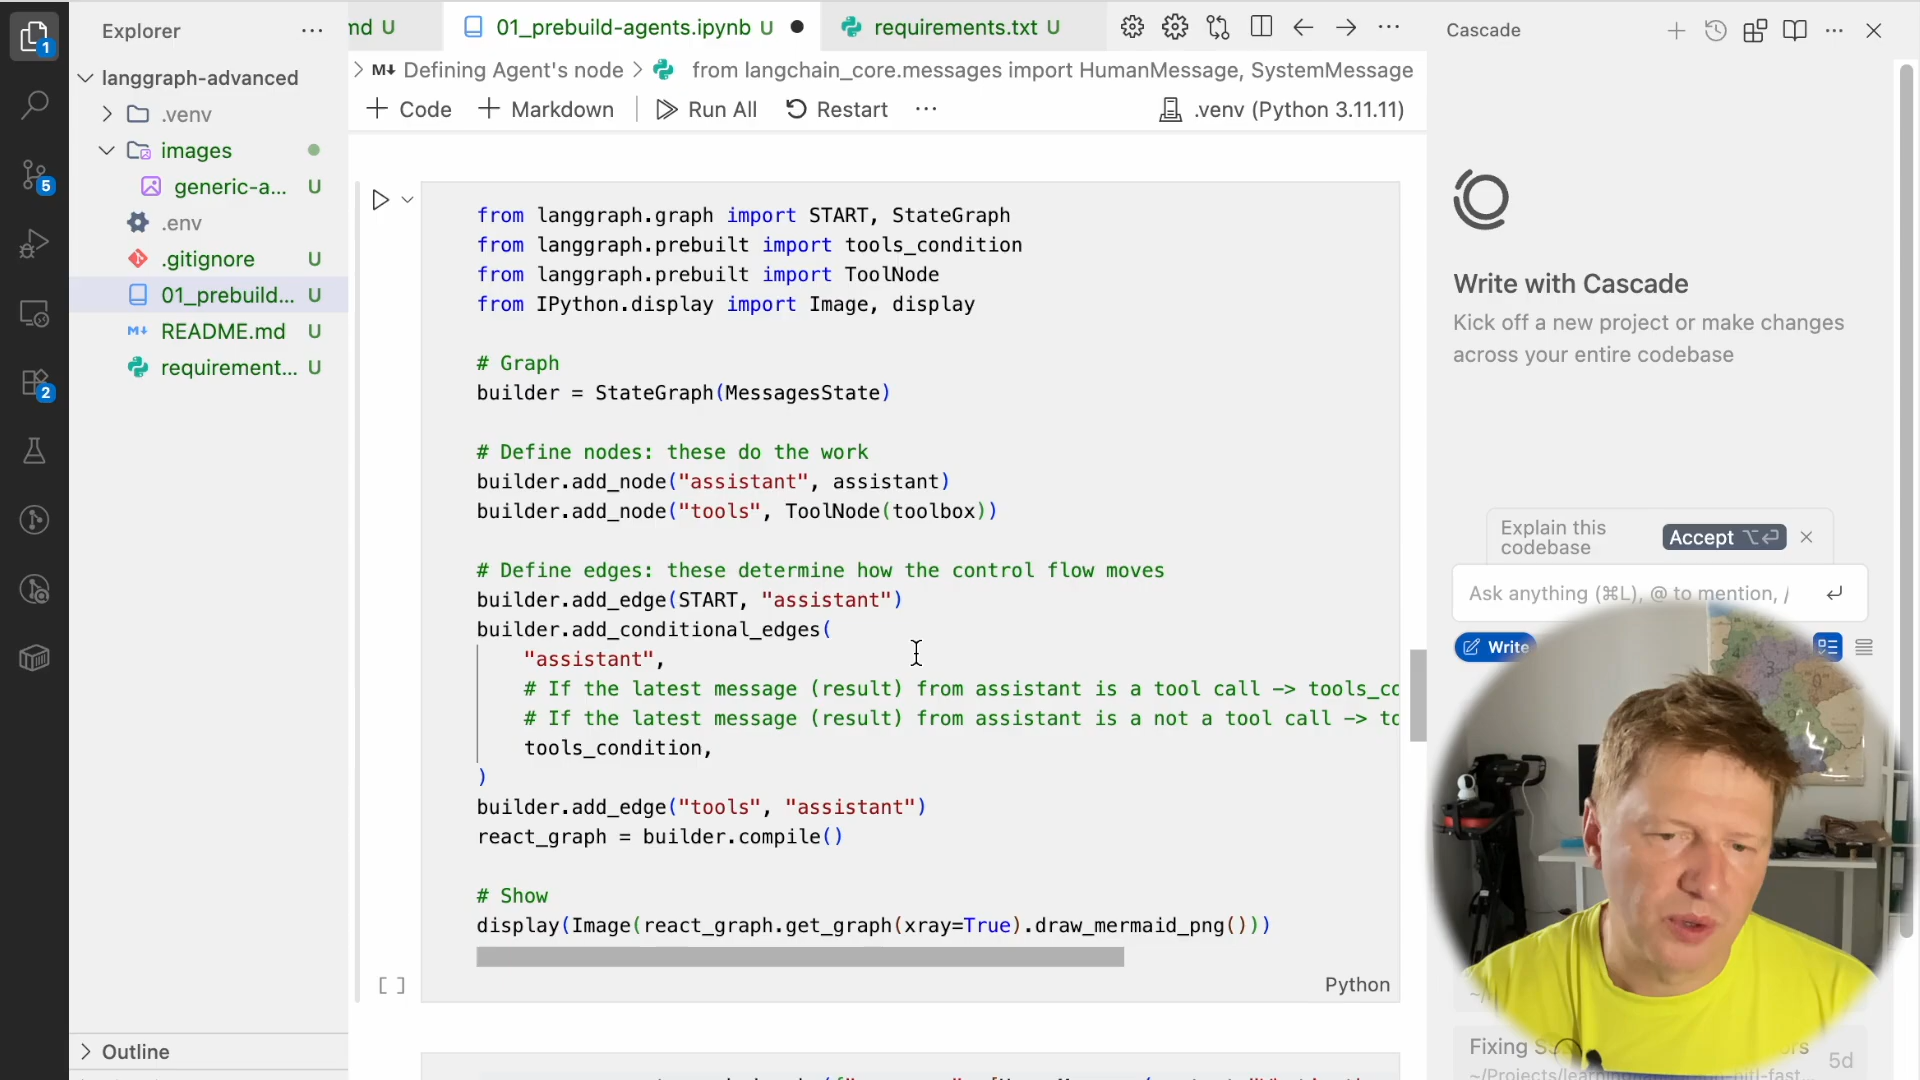 1
Explorer
md U
01_prebuild-agents.ipynb U
requirements.txt U
Cascade
langgraph-advanced
> M↓ Defining Agent's node > from langchain_core.messages import HumanMessage, SystemMessage
.venv
+ Code + Markdown Run All Restart ... .venv (Python 3.11.11)
images
generic-a... U
5
.env
.gitignore U
01_prebuild... U
M↓ README.md U
requirement... U
2
from langgraph.graph import START, StateGraph
from langgraph.prebuilt import tools_condition
from langgraph.prebuilt import ToolNode
from IPython.display import Image, display
# Graph
builder = StateGraph(MessagesState)
# Define nodes: these do the work
builder.add_node("assistant", assistant)
builder.add_node("tools", ToolNode(toolbox))
# Define edges: these determine how the control flow moves
builder.add_edge(START, "assistant")
builder.add_conditional_edges(
"assistant",
# If the latest message (result) from assistant is a tool call -> tools_co
# If the latest message (result) from assistant is a not a tool call -> to
tools_condition,
)
builder.add_edge("tools", "assistant")
react_graph = builder.compile()
# Show
display(Image(react_graph.get_graph(xray=True).draw_mermaid_png()))
[ ]
Python
Write with Cascade
Kick off a new project or make changes
across your entire codebase
Explain this
codebase
Accept ⌥↵
Ask anything (⌘L), @ to mention, /
Write
Fixing
5d
Outline